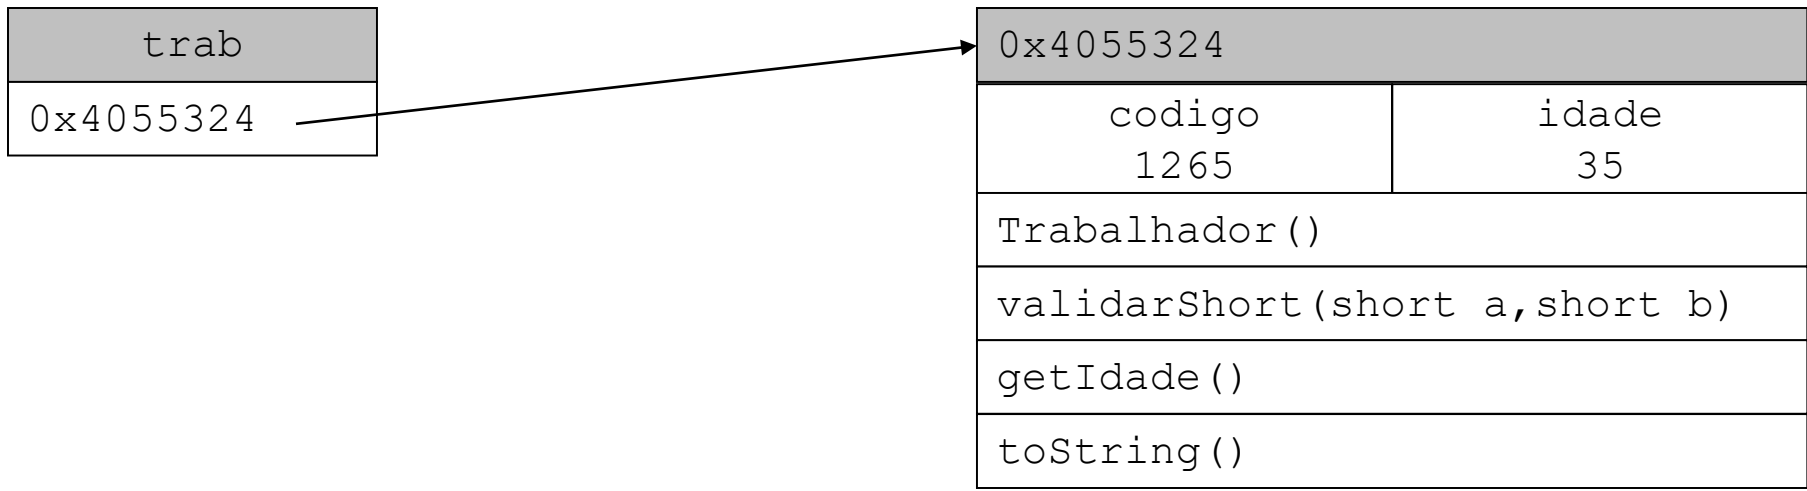 trab
0x4055324
0x4055324
codigo
1265
idade
35
Trabalhador()
validarShort(short a,short b)
getIdade()
toString()